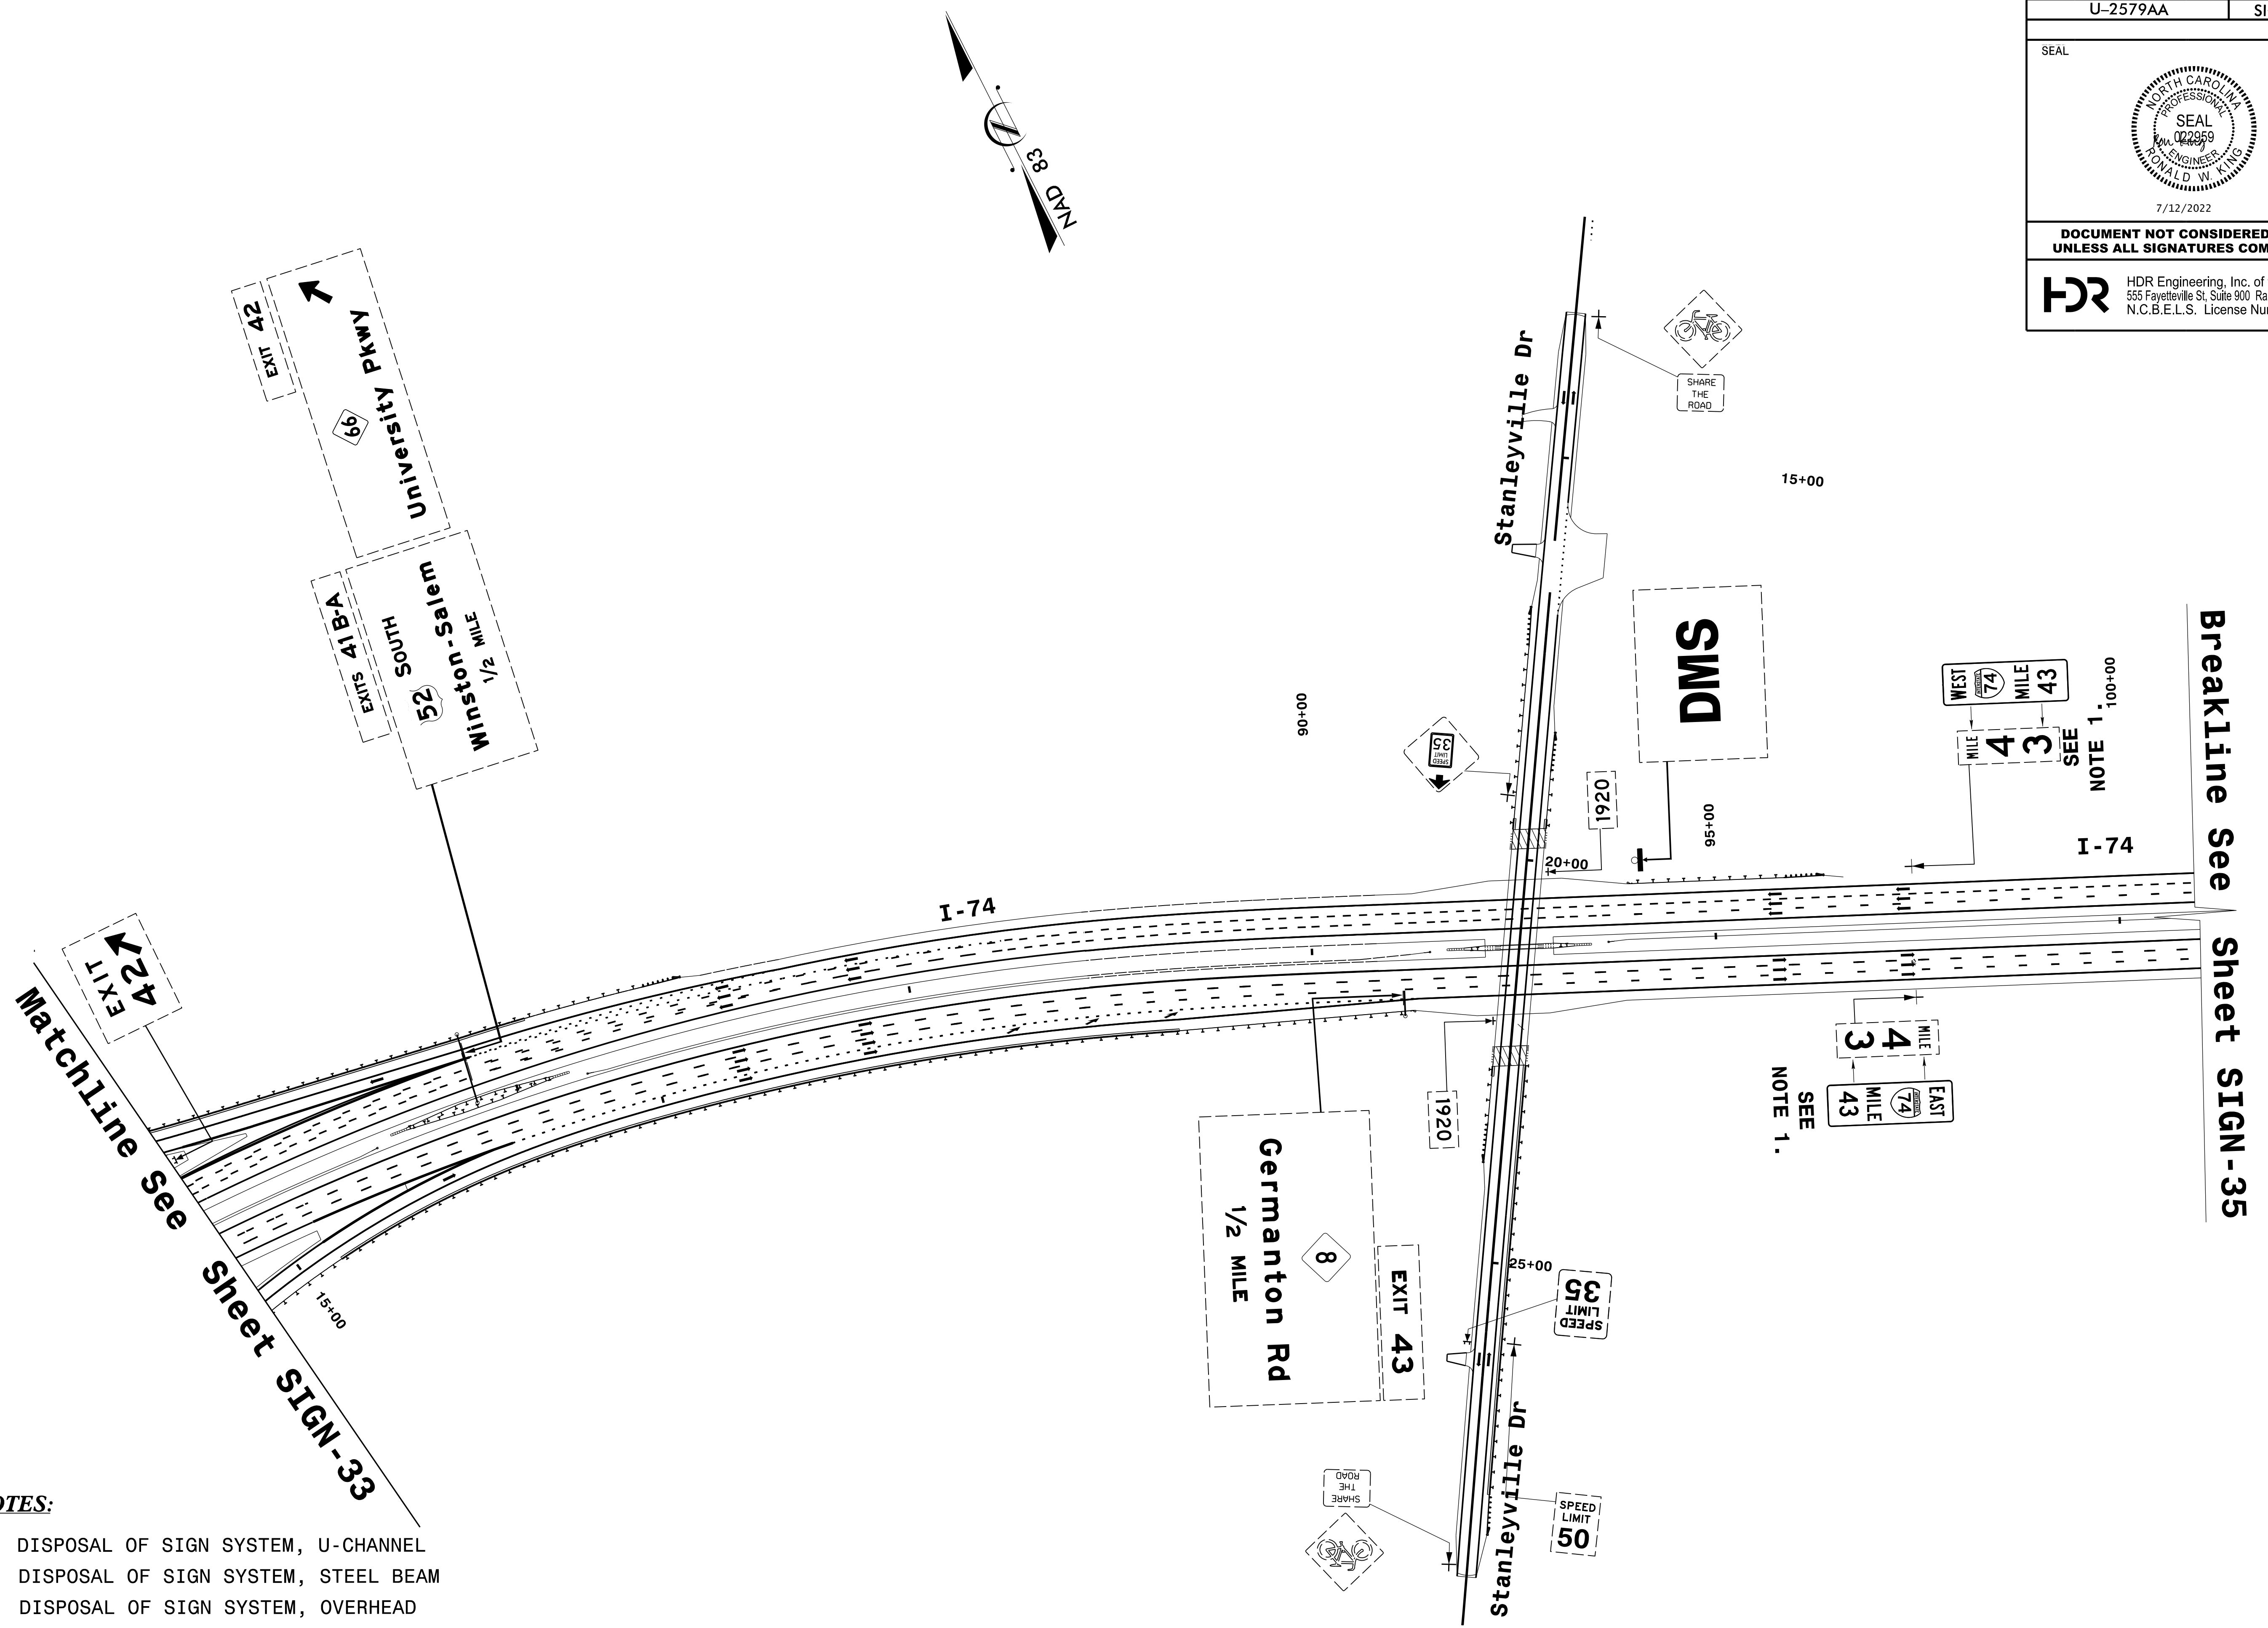 U-2579AA
SI
SEAL
NORTH CAROLINA
PROFESSIONAL
SEAL
022959
ENGINEER
RONALD W. KING
7/12/2022
DOCUMENT NOT CONSIDERED
UNLESS ALL SIGNATURES COM
HDR
HDR Engineering, Inc. of
555 Fayetteville St, Suite 900 Ra
N.C.B.E.L.S. License Nu
NAD 83
EXIT 42
66
University Pkwy
EXITS 41B-A
52 SOUTH
Winston-Salem
1/2 MILE
EXIT
42
Matchline See Sheet SIGN-33
15+00
I-74
90+00
Stanleyville Dr
SHARE
THE
ROAD
15+00
SPEED
LIMIT
35
1920
20+00
DMS
95+00
WEST
74
MILE
43
MILE
4
3
SEE
NOTE 1.
100+00
I-74
Breakline See Sheet SIGN-35
1920
EXIT 43
8
Germanton Rd
1/2 MILE
MILE
4
3
EAST
74
MILE
43
SEE
NOTE 1.
25+00
SPEED
LIMIT
35
Stanleyville Dr
SPEED
LIMIT
50
SHARE
THE
ROAD
OTES:
DISPOSAL OF SIGN SYSTEM, U-CHANNEL
DISPOSAL OF SIGN SYSTEM, STEEL BEAM
DISPOSAL OF SIGN SYSTEM, OVERHEAD